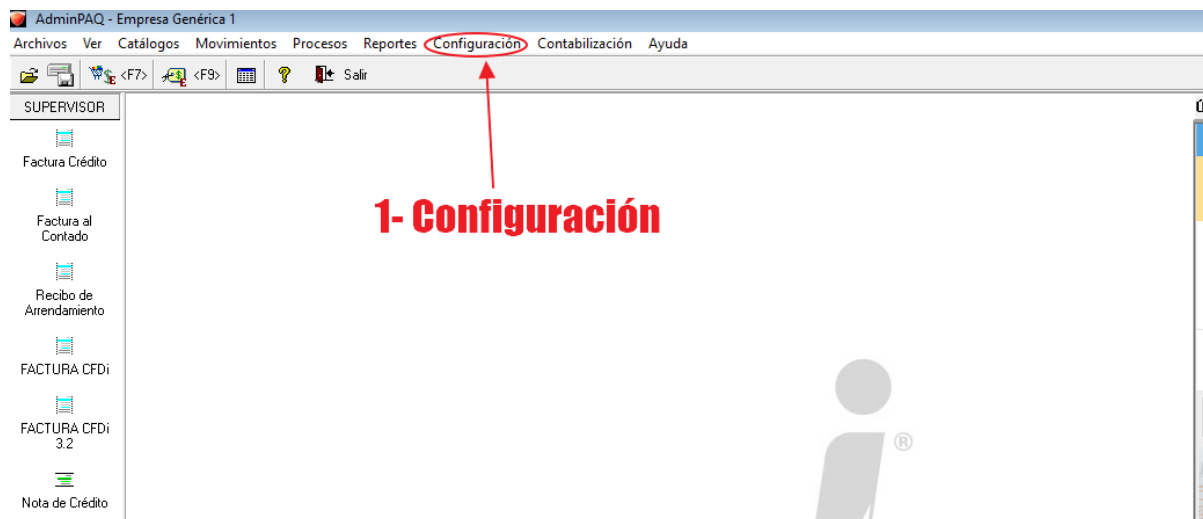 AdminPAQ - Empresa Genérica 1
Archivos Ver Catálogos Movimientos Procesos Reportes Configuración Contabilización Ayuda
<F7> <F9> Salir
SUPERVISOR
Factura Crédito
Factura al
Contado
Recibo de
Arrendamiento
FACTURA CFDi
FACTURA CFDi
3.2
Nota de Crédito
1- Configuración
®